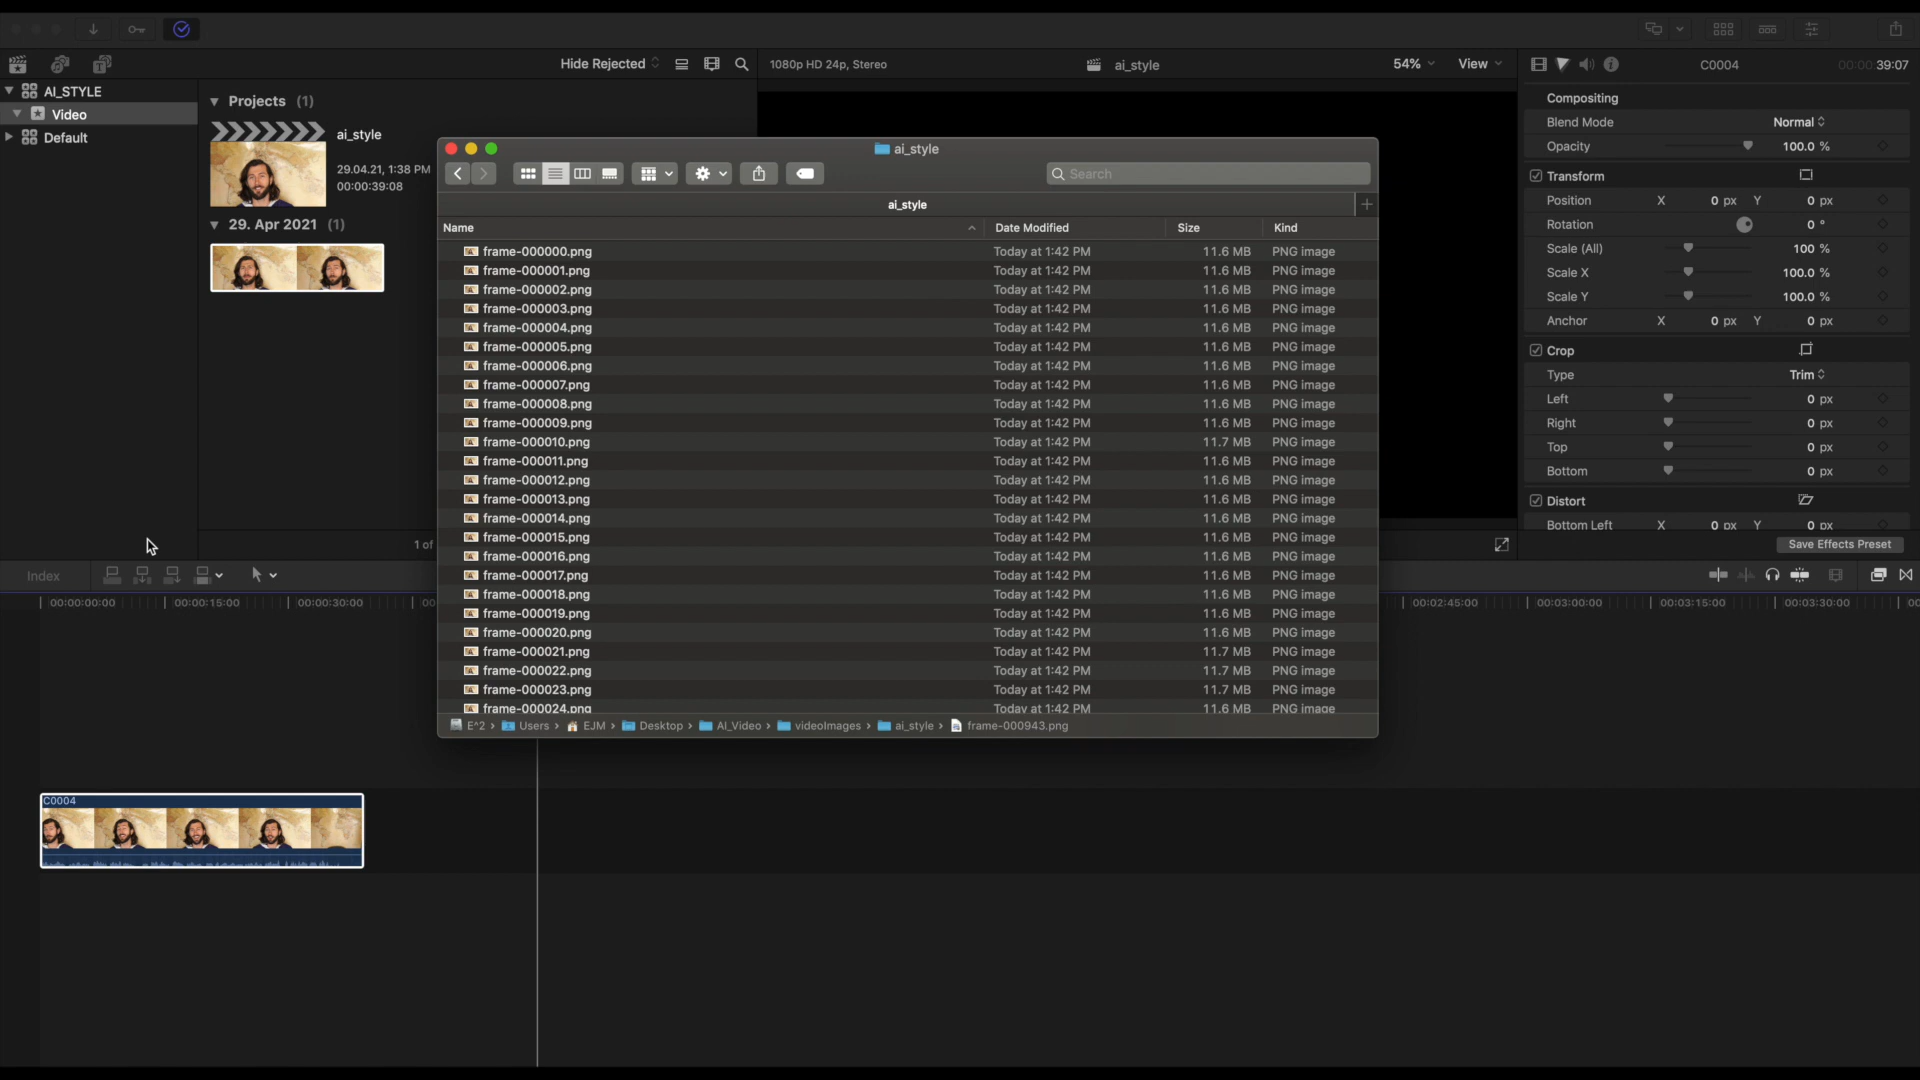 Hide Rejected
1080p HD 24p, Stereo
ai_style
54%
View
C0004
00:00:39:07
AI_STYLE
Video
Default
Projects (1)
ai_style
29.04.21, 1:38 PM
00:00:39:08
29. Apr 2021 (1)
1 of
ai_style
Search
ai_style
Name Date Modified Size Kind
frame-000000.png Today at 1:42 PM 11.6 MB PNG image
frame-000001.png Today at 1:42 PM 11.6 MB PNG image
frame-000002.png Today at 1:42 PM 11.6 MB PNG image
frame-000003.png Today at 1:42 PM 11.6 MB PNG image
frame-000004.png Today at 1:42 PM 11.6 MB PNG image
frame-000005.png Today at 1:42 PM 11.6 MB PNG image
frame-000006.png Today at 1:42 PM 11.6 MB PNG image
frame-000007.png Today at 1:42 PM 11.6 MB PNG image
frame-000008.png Today at 1:42 PM 11.6 MB PNG image
frame-000009.png Today at 1:42 PM 11.6 MB PNG image
frame-000010.png Today at 1:42 PM 11.7 MB PNG image
frame-000011.png Today at 1:42 PM 11.6 MB PNG image
frame-000012.png Today at 1:42 PM 11.6 MB PNG image
frame-000013.png Today at 1:42 PM 11.6 MB PNG image
frame-000014.png Today at 1:42 PM 11.6 MB PNG image
frame-000015.png Today at 1:42 PM 11.6 MB PNG image
frame-000016.png Today at 1:42 PM 11.6 MB PNG image
frame-000017.png Today at 1:42 PM 11.6 MB PNG image
frame-000018.png Today at 1:42 PM 11.6 MB PNG image
frame-000019.png Today at 1:42 PM 11.6 MB PNG image
frame-000020.png Today at 1:42 PM 11.6 MB PNG image
frame-000021.png Today at 1:42 PM 11.7 MB PNG image
frame-000022.png Today at 1:42 PM 11.7 MB PNG image
frame-000023.png Today at 1:42 PM 11.7 MB PNG image
frame-000024.png Today at 1:42 PM 11.6 MB PNG image
E^2 › Users › EJM › Desktop › AI_Video › videoImages › ai_style › frame-000943.png
Compositing
Blend Mode Normal
Opacity 100.0 %
Transform
Position X 0 px Y 0 px
Rotation 0 °
Scale (All) 100 %
Scale X 100.0 %
Scale Y 100.0 %
Anchor X 0 px Y 0 px
Crop
Type Trim
Left 0 px
Right 0 px
Top 0 px
Bottom 0 px
Distort
Bottom Left X 0 px Y 0 px
Save Effects Preset
Index
00:00:00:00 00:00:15:00 00:00:30:00 00 00:02:45:00 00:03:00:00 00:03:15:00 00:03:30:00 00
C0004